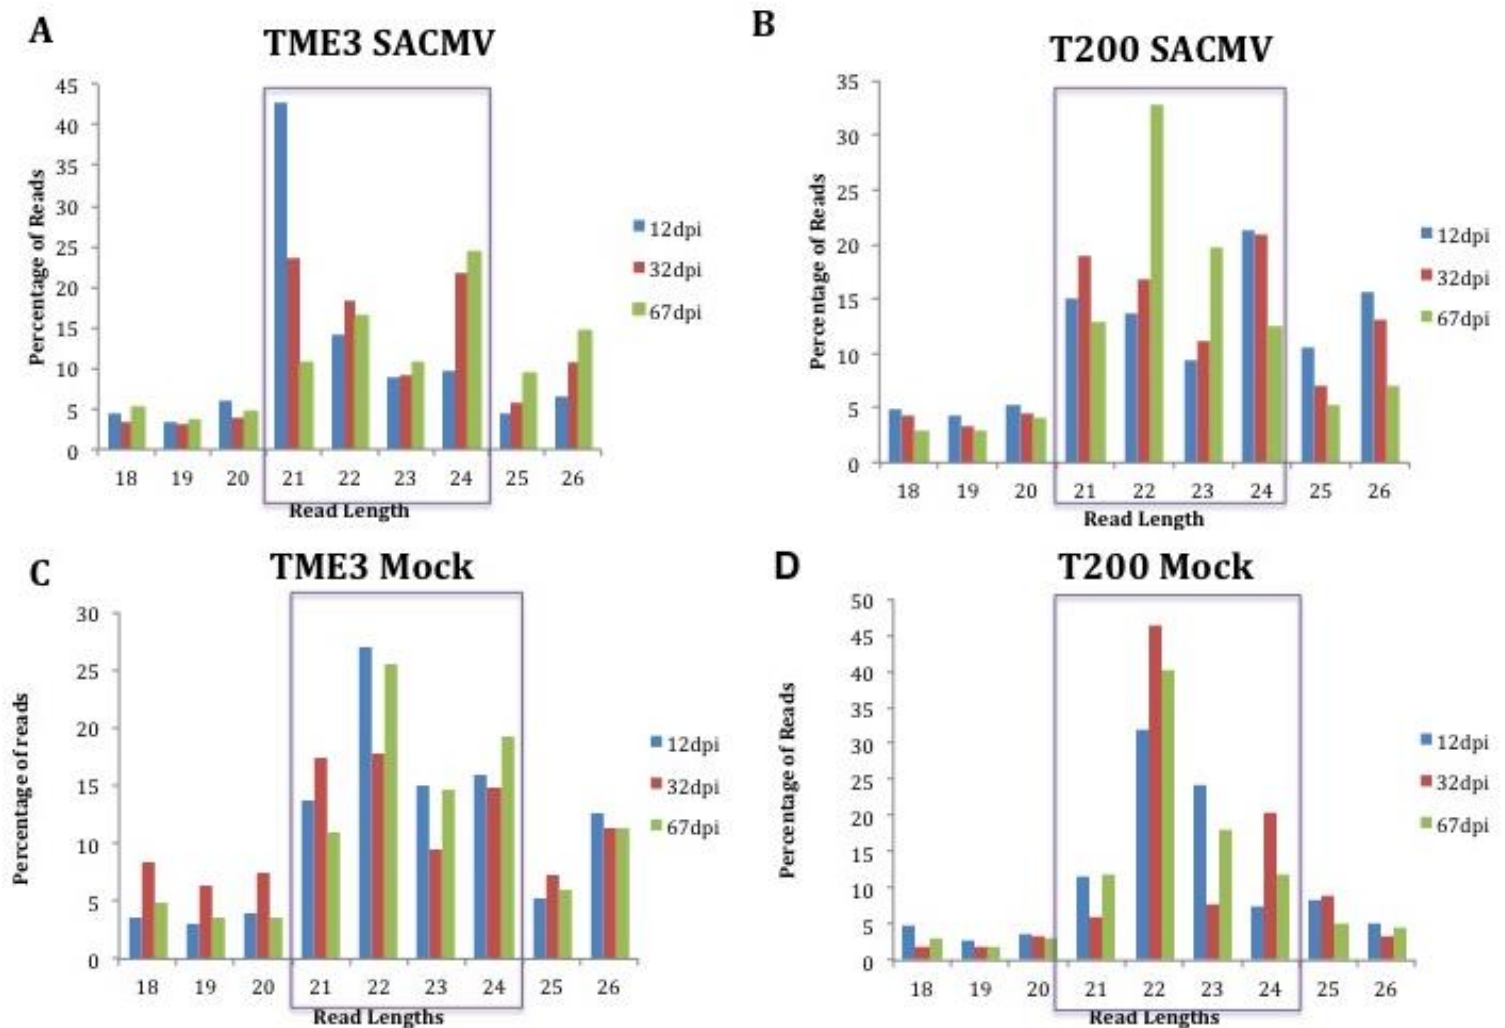 A
TME3 SACMV
45
40
35
30
25
20
15
10
5
0
Percentage of Reads
18 19 20 21 22 23 24 25 26
Read Length
12dpi
32dpi
67dpi
B
T200 SACMV
35
30
25
20
15
10
5
0
Percentage of Reads
18 19 20 21 22 23 24 25 26
Read Length
12dpi
32dpi
67dpi
C
TME3 Mock
30
25
20
15
10
5
0
Percentage of reads
18 19 20 21 22 23 24 25 26
Read Lengths
12dpi
32dpi
67dpi
D
T200 Mock
50
45
40
35
30
25
20
15
10
5
0
Percentage of Reads
18 19 20 21 22 23 24 25 26
Read Lengths
12dpi
32dpi
67dpi